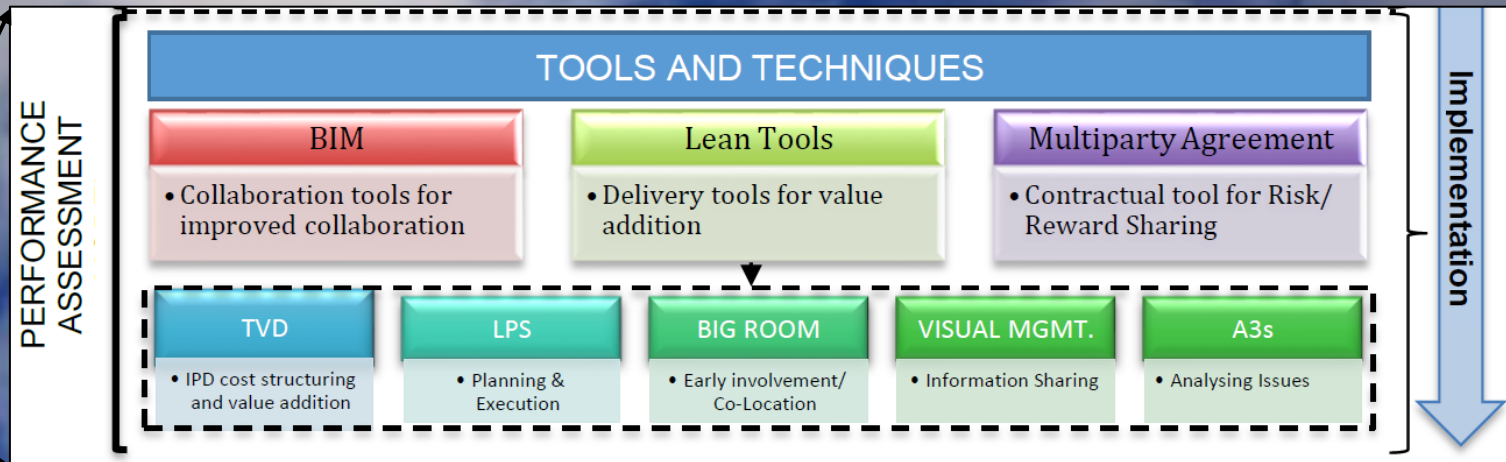 PERFORMANCE
ASSESSMENT
TOOLS AND TECHNIQUES
BIM
• Collaboration tools for
improved collaboration
Lean Tools
• Delivery tools for value
addition
Multiparty Agreement
• Contractual tool for Risk/
Reward Sharing
TVD
• IPD cost structuring
and value addition
LPS
• Planning &
Execution
BIG ROOM
• Early involvement/
Co-Location
VISUAL MGMT.
• Information Sharing
A3s
• Analysing Issues
Implementation